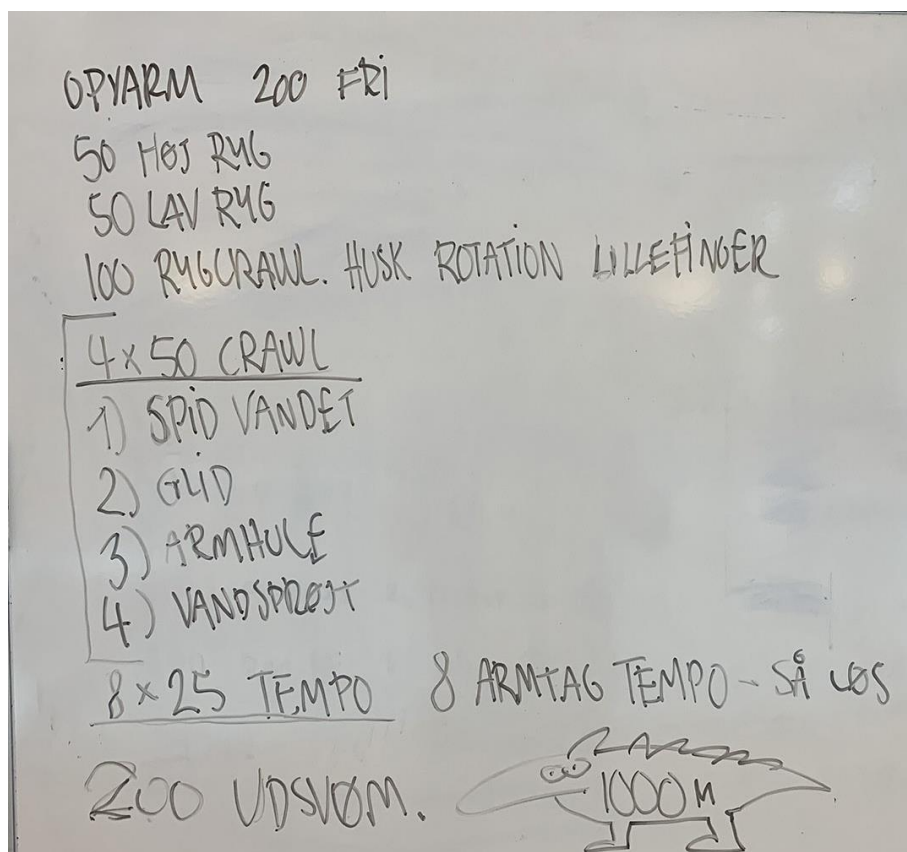 OPVARM 200 FRI
50 HØJ RYG
50 LAV RYG
100 RYGCRAWL. HUSK ROTATION LILLEFINGER
4 x 50 CRAWL
1) SPID VANDET
2) GLID
3) ARMHULE
4) VANDSPRØJT
8 x 25 TEMPO 8 ARMTAG TEMPO - SÅ LØS
200 UDSVØM.
1000 M